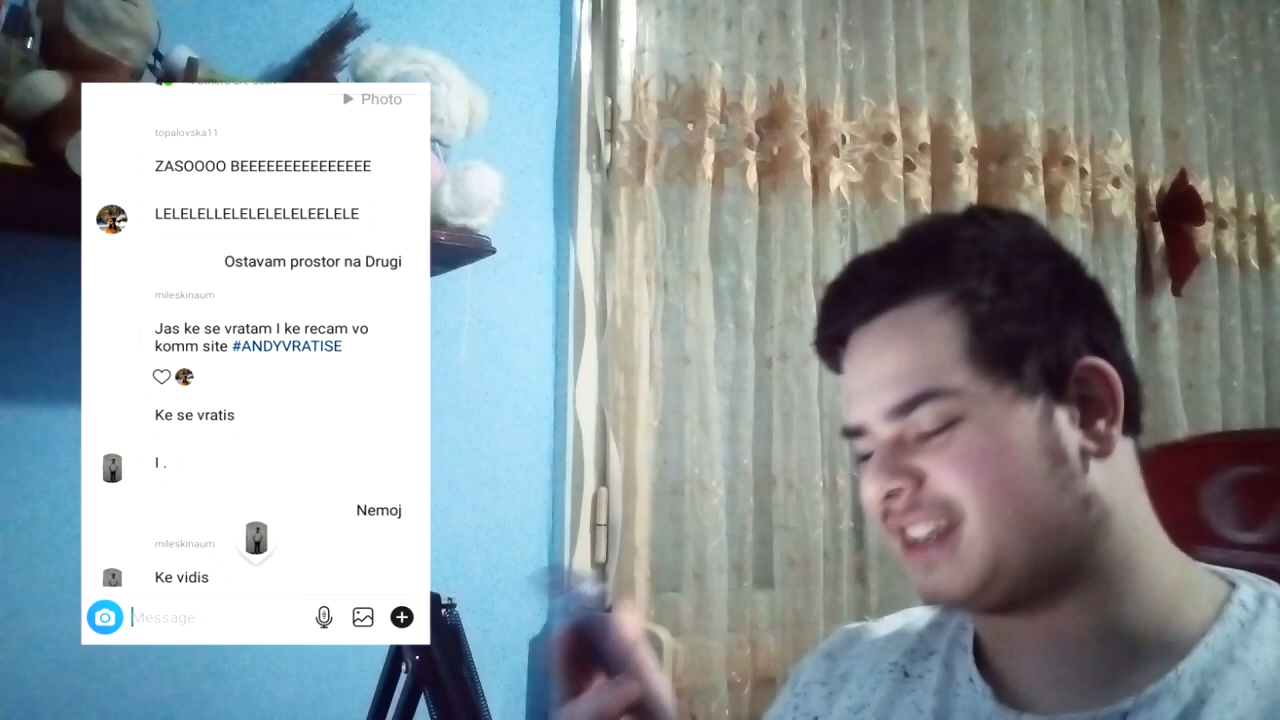 Photo
topalovska11
ZASOOOO BEEEEEEEEEEEEEEE
LELELELLELELELELELEELELE
Ostavam prostor na Drugi
mileskinaum
Jas ke se vratam I ke recam vo
komm site #ANDYVRATISE
Ke se vratis
I .
Nemoj
mileskinaum
Ke vidis
Message...